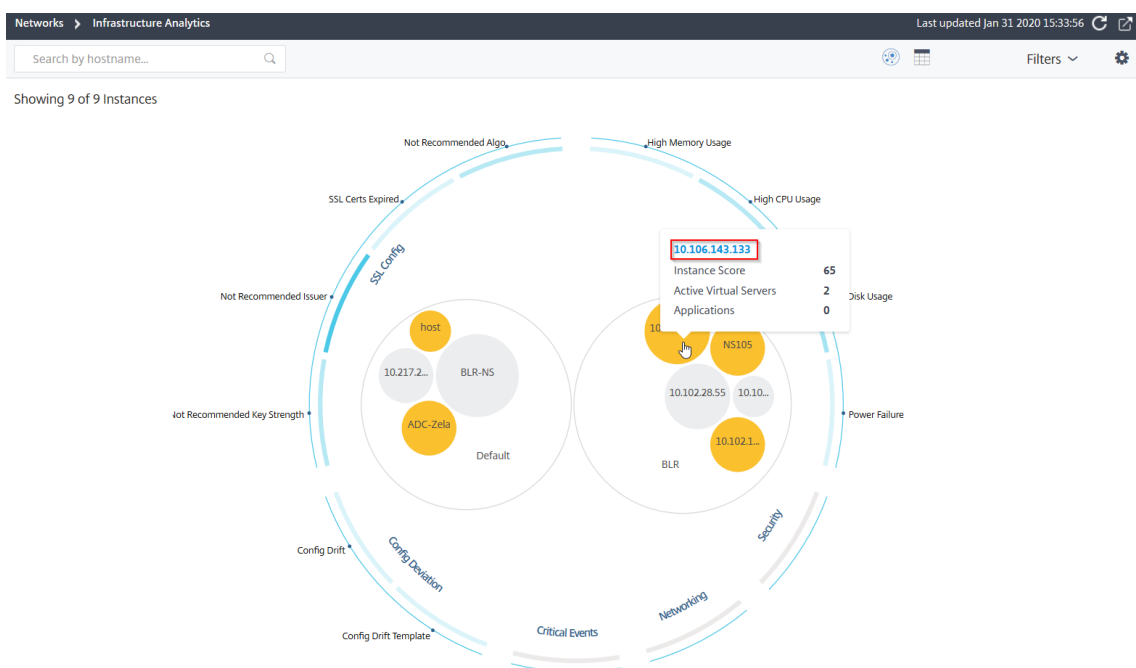 Networks > Infrastructure Analytics
Last updated Jan 31 2020 15:33:56
Search by hostname...
Filters
Showing 9 of 9 Instances
Not Recommended Algo
High Memory Usage
SSL Certs Expired
High CPU Usage
SSL Config
10.106.143.133
Instance Score 65
Active Virtual Servers 2
Applications 0
Not Recommended Issuer
Disk Usage
host
10
NS105
10.217.2...
BLR-NS
10.102.28.55
10.10...
ot Recommended Key Strength
ADC-Zela
Power Failure
10.102.1...
Default
BLR
Security
Config Drift
Config Deviation
Networking
Config Drift Template
Critical Events